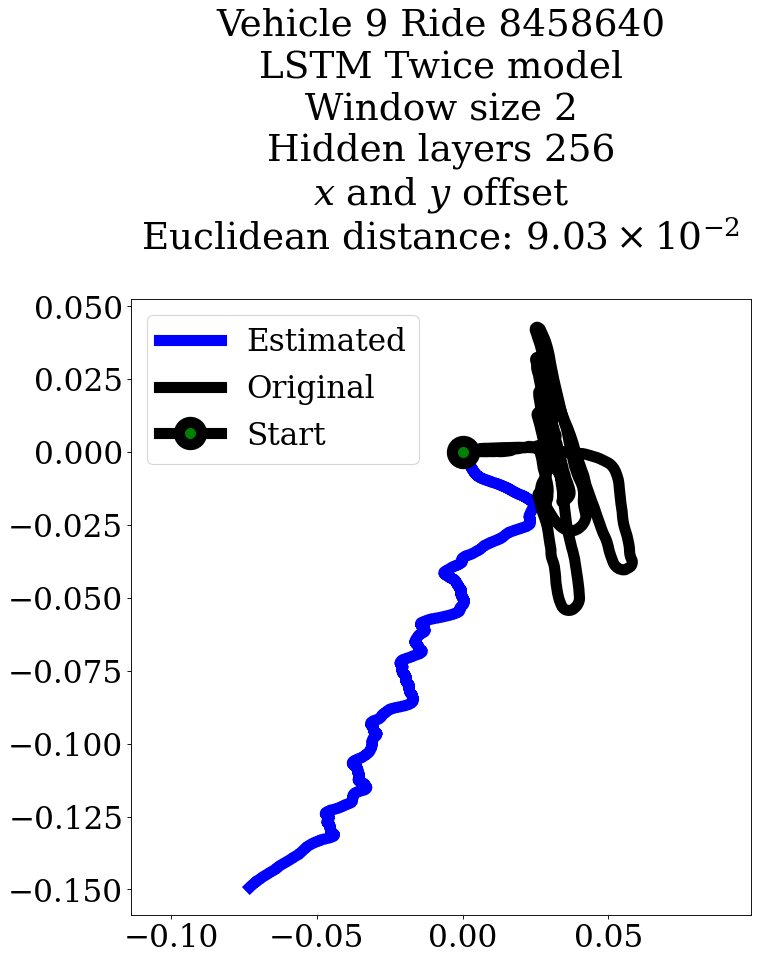 Vehicle 9 Ride 8458640
LSTM Twice model
Window size 2
Hidden layers 256
x and y offset
Euclidean distance: 9.03 × 10⁻²
Estimated
Original
Start
0.050
0.025
0.000
−0.025
−0.050
−0.075
−0.100
−0.125
−0.150
−0.10 −0.05 0.00 0.05